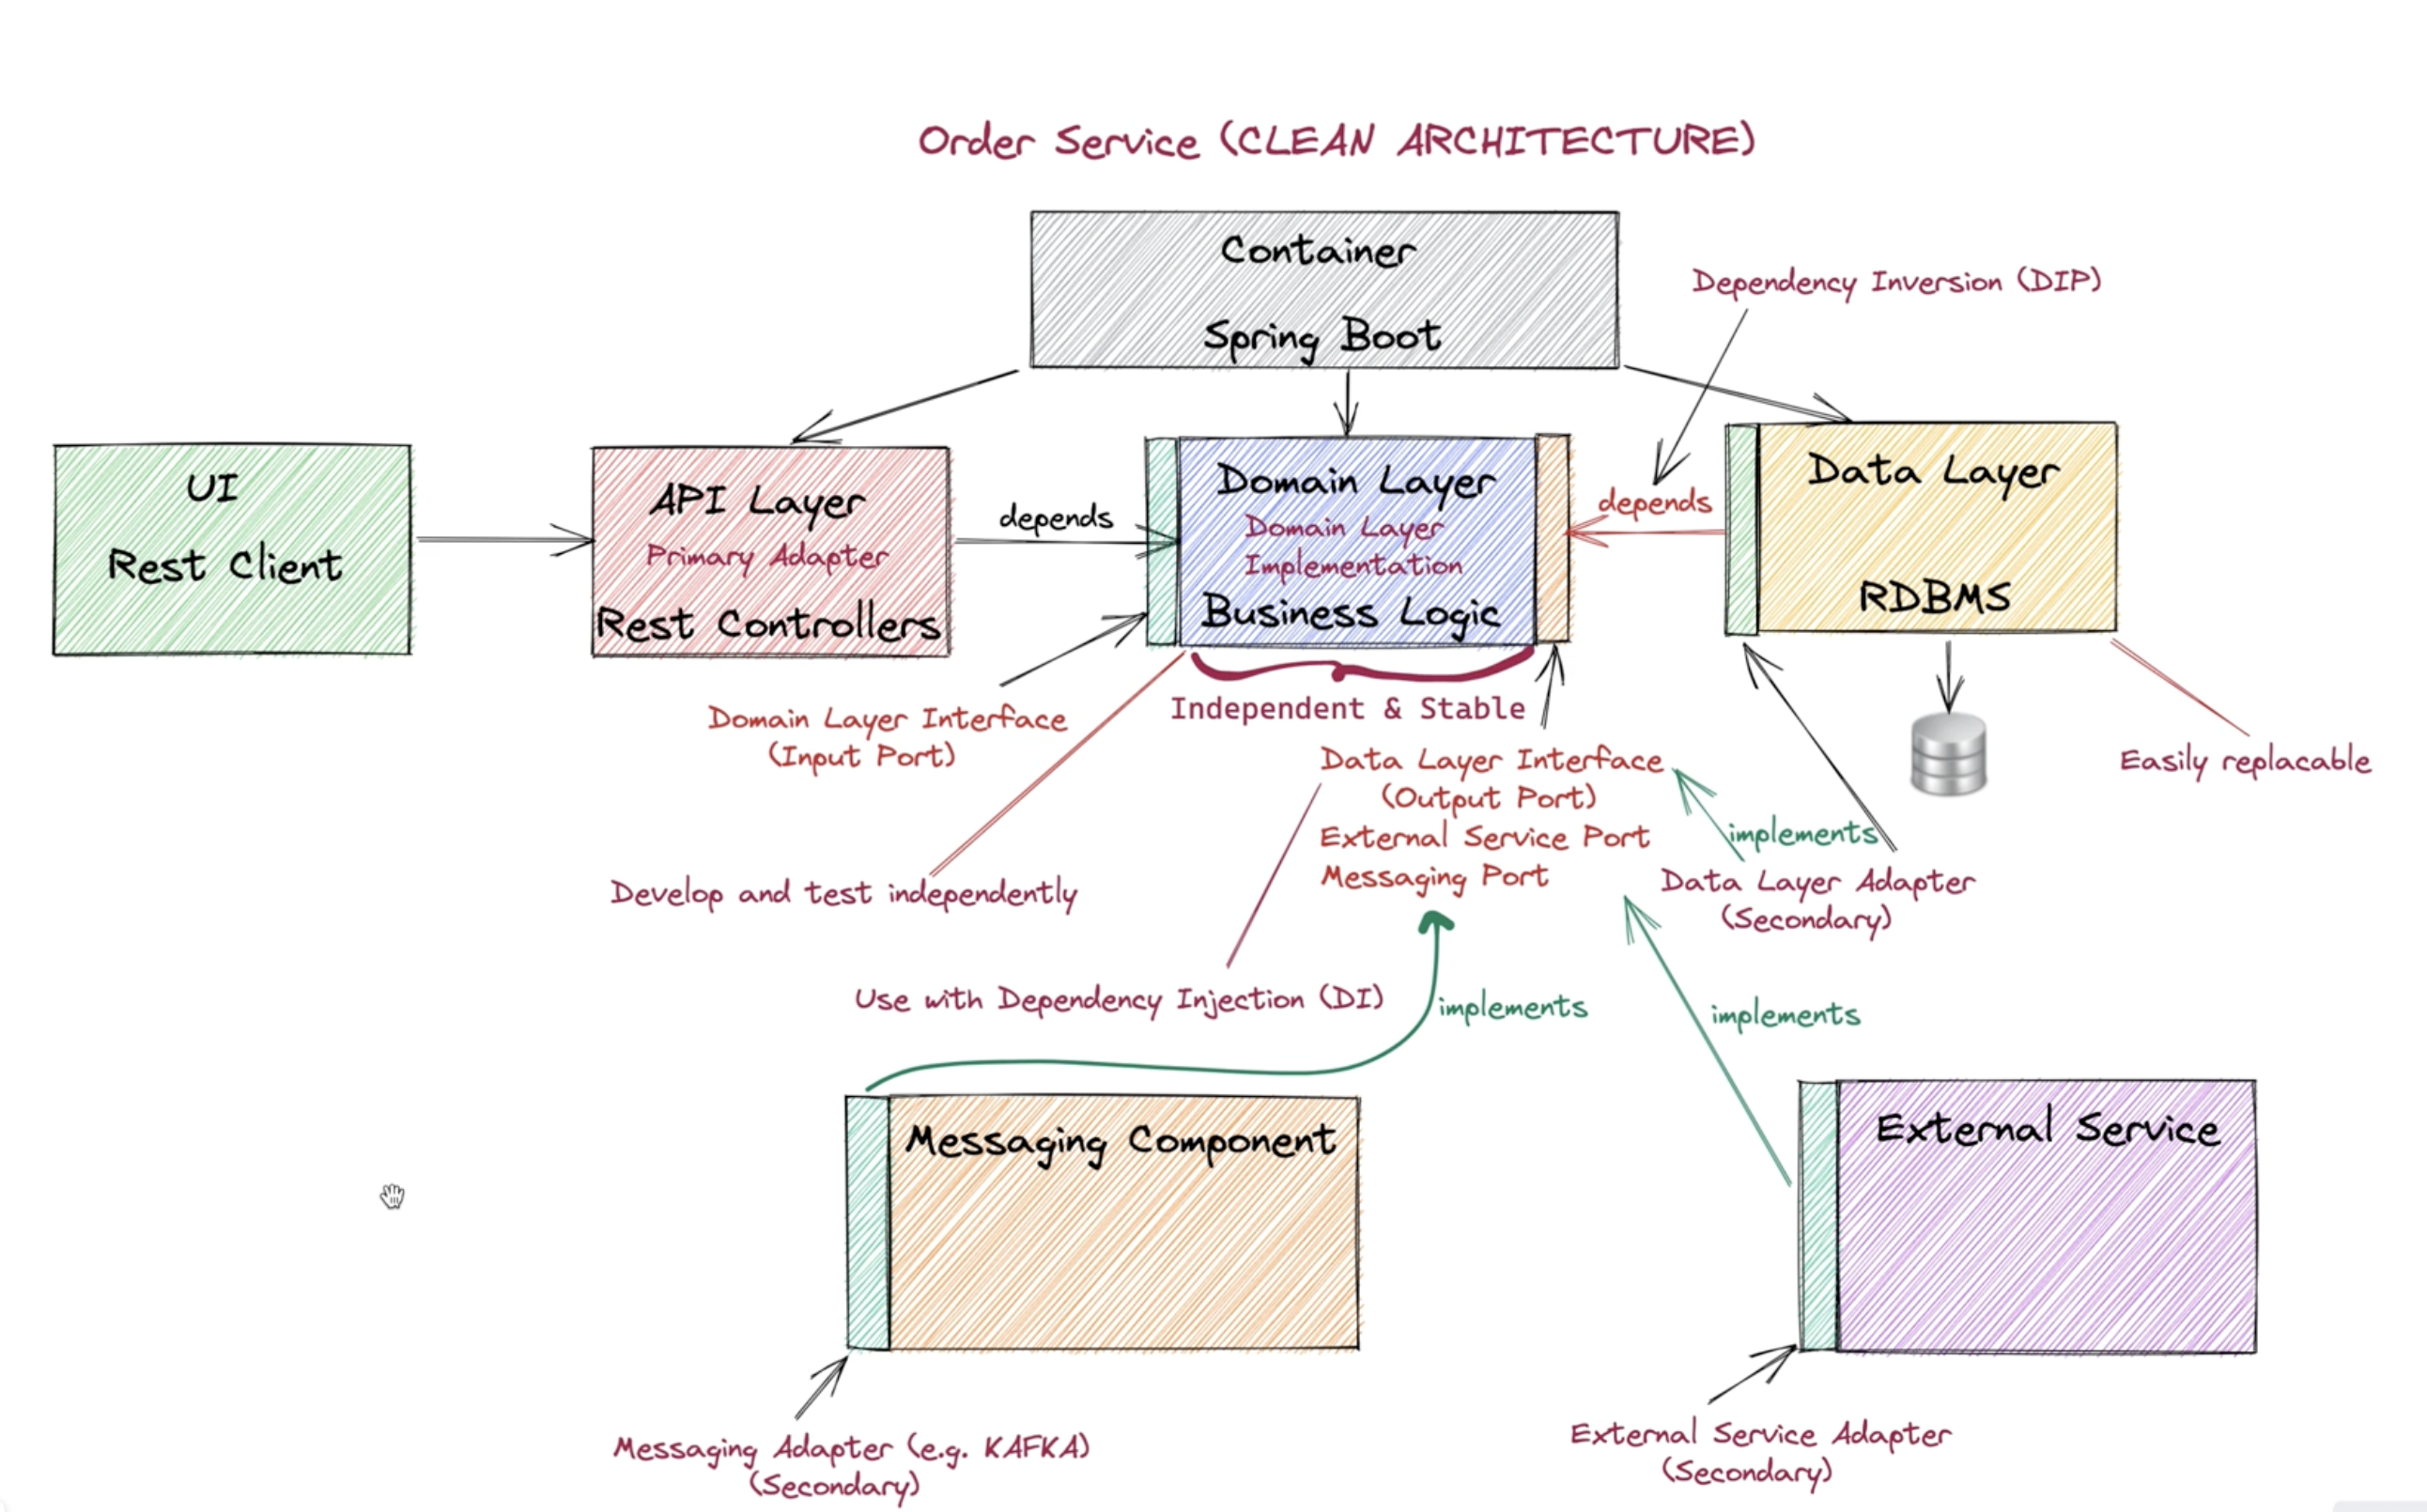 Order Service (CLEAN ARCHITECTURE)
Container
Spring Boot
Dependency Inversion (DIP)
UI
Rest Client
API Layer
Primary Adapter
Rest Controllers
depends
Domain Layer
Domain Layer
Implementation
Business Logic
depends
Data Layer
RDBMS
Domain Layer Interface
(Input Port)
Independent & Stable
Data Layer Interface
(Output Port)
External Service Port
Messaging Port
Easily replacable
implements
Data Layer Adapter
(Secondary)
Develop and test independently
Use with Dependency Injection (DI)
implements
implements
Messaging Component
External Service
Messaging Adapter (e.g. KAFKA)
(Secondary)
External Service Adapter
(Secondary)